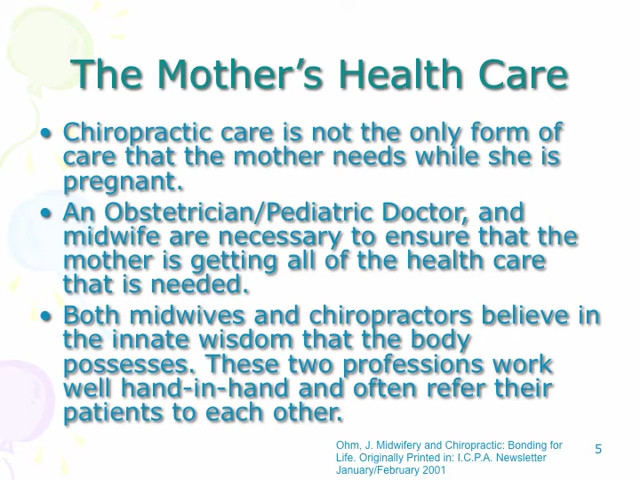 The Mother's Health Care
• Chiropractic care is not the only form of
care that the mother needs while she is
pregnant.
• An Obstetrician/Pediatric Doctor, and
midwife are necessary to ensure that the
mother is getting all of the health care
that is needed.
• Both midwives and chiropractors believe in
the innate wisdom that the body
possesses. These two professions work
well hand-in-hand and often refer their
patients to each other.
Ohm, J. Midwifery and Chiropractic: Bonding for
Life. Originally Printed in: I.C.P.A. Newsletter
January/February 2001
5